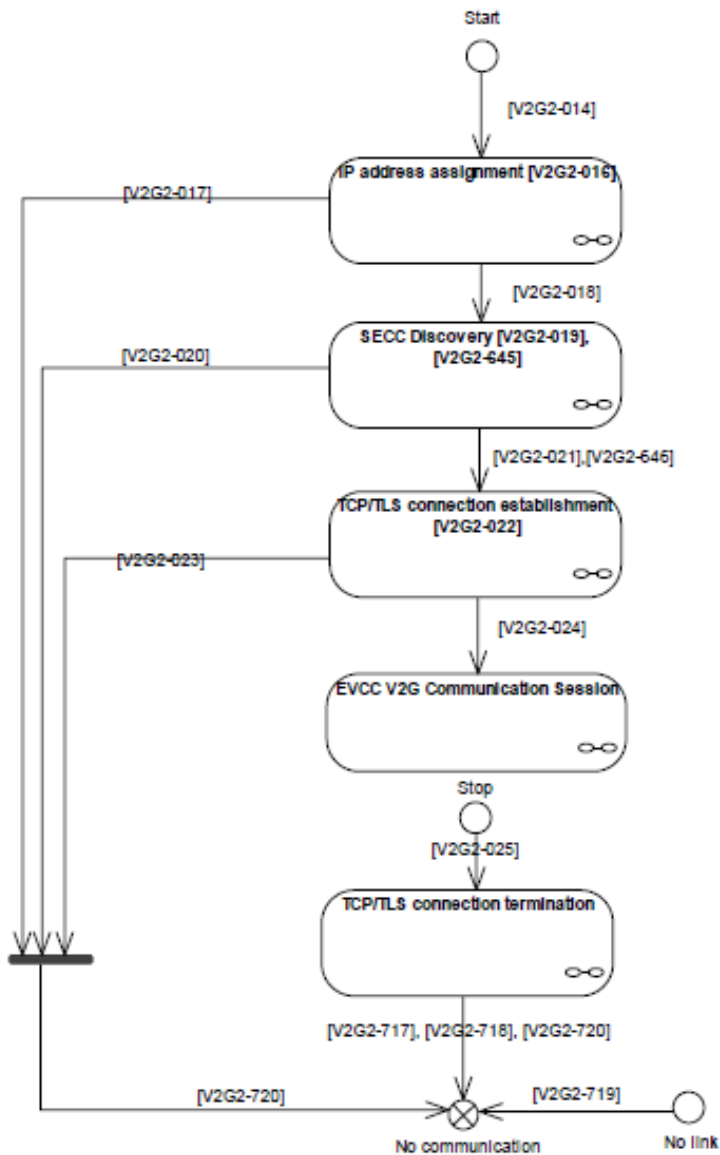 Start
[V2G2-014]
IP address assignment [V2G2-016]
[V2G2-017]
[V2G2-018]
SECC Discovery [V2G2-019],
[V2G2-645]
[V2G2-020]
[V2G2-021],[V2G2-646]
TCP/TLS connection establishment
[V2G2-022]
[V2G2-023]
[V2G2-024]
EVCC V2G Communication Session
Stop
[V2G2-025]
TCP/TLS connection termination
[V2G2-717], [V2G2-718], [V2G2-720]
[V2G2-720]
[V2G2-719]
No communication
No link